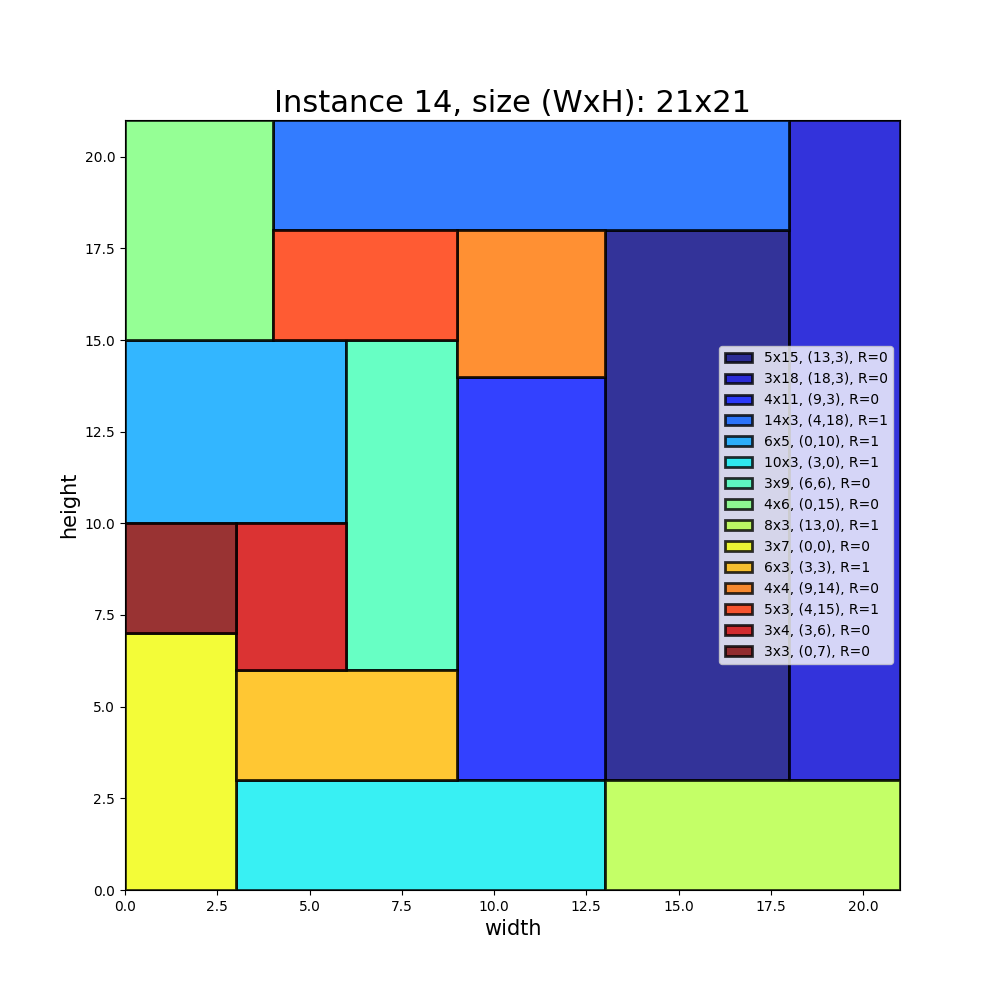 Instance 14, size (WxH): 21x21
20.0
17.5
15.0
12.5
10.0
7.5
5.0
2.5
0.0
height
5x15, (13,3), R=0
3x18, (18,3), R=0
4x11, (9,3), R=0
14x3, (4,18), R=1
6x5, (0,10), R=1
10x3, (3,0), R=1
3x9, (6,6), R=0
4x6, (0,15), R=0
8x3, (13,0), R=1
3x7, (0,0), R=0
6x3, (3,3), R=1
4x4, (9,14), R=0
5x3, (4,15), R=1
3x4, (3,6), R=0
3x3, (0,7), R=0
0.0 2.5 5.0 7.5 10.0 12.5 15.0 17.5 20.0
width